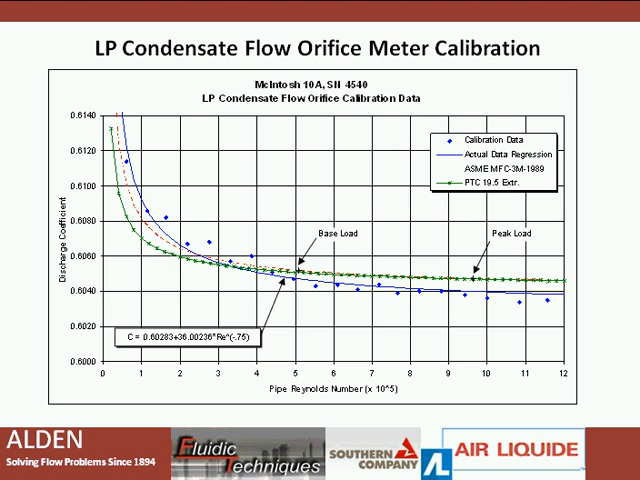 LP Condensate Flow Orifice Meter Calibration
McIntosh 10A, SN 4540
LP Condensate Flow Orifice Calibration Data
0.6140
0.6120
0.6100
0.6080
0.6060
0.6040
0.6020
0.6000
Discharge Coefficient
Calibration Data
Actual Data Regression
ASME MFC-3M-1989
PTC 19.5 Extr.
Base Load
Peak Load
C = 0.60283+36.00236*Re^(-.75)
0 1 2 3 4 5 6 7 8 9 10 11 12
Pipe Reynolds Number (x 10^5)
ALDEN
Solving Flow Problems Since 1894
Fluidic
Techniques
SOUTHERN
COMPANY
AL
AIR LIQUIDE